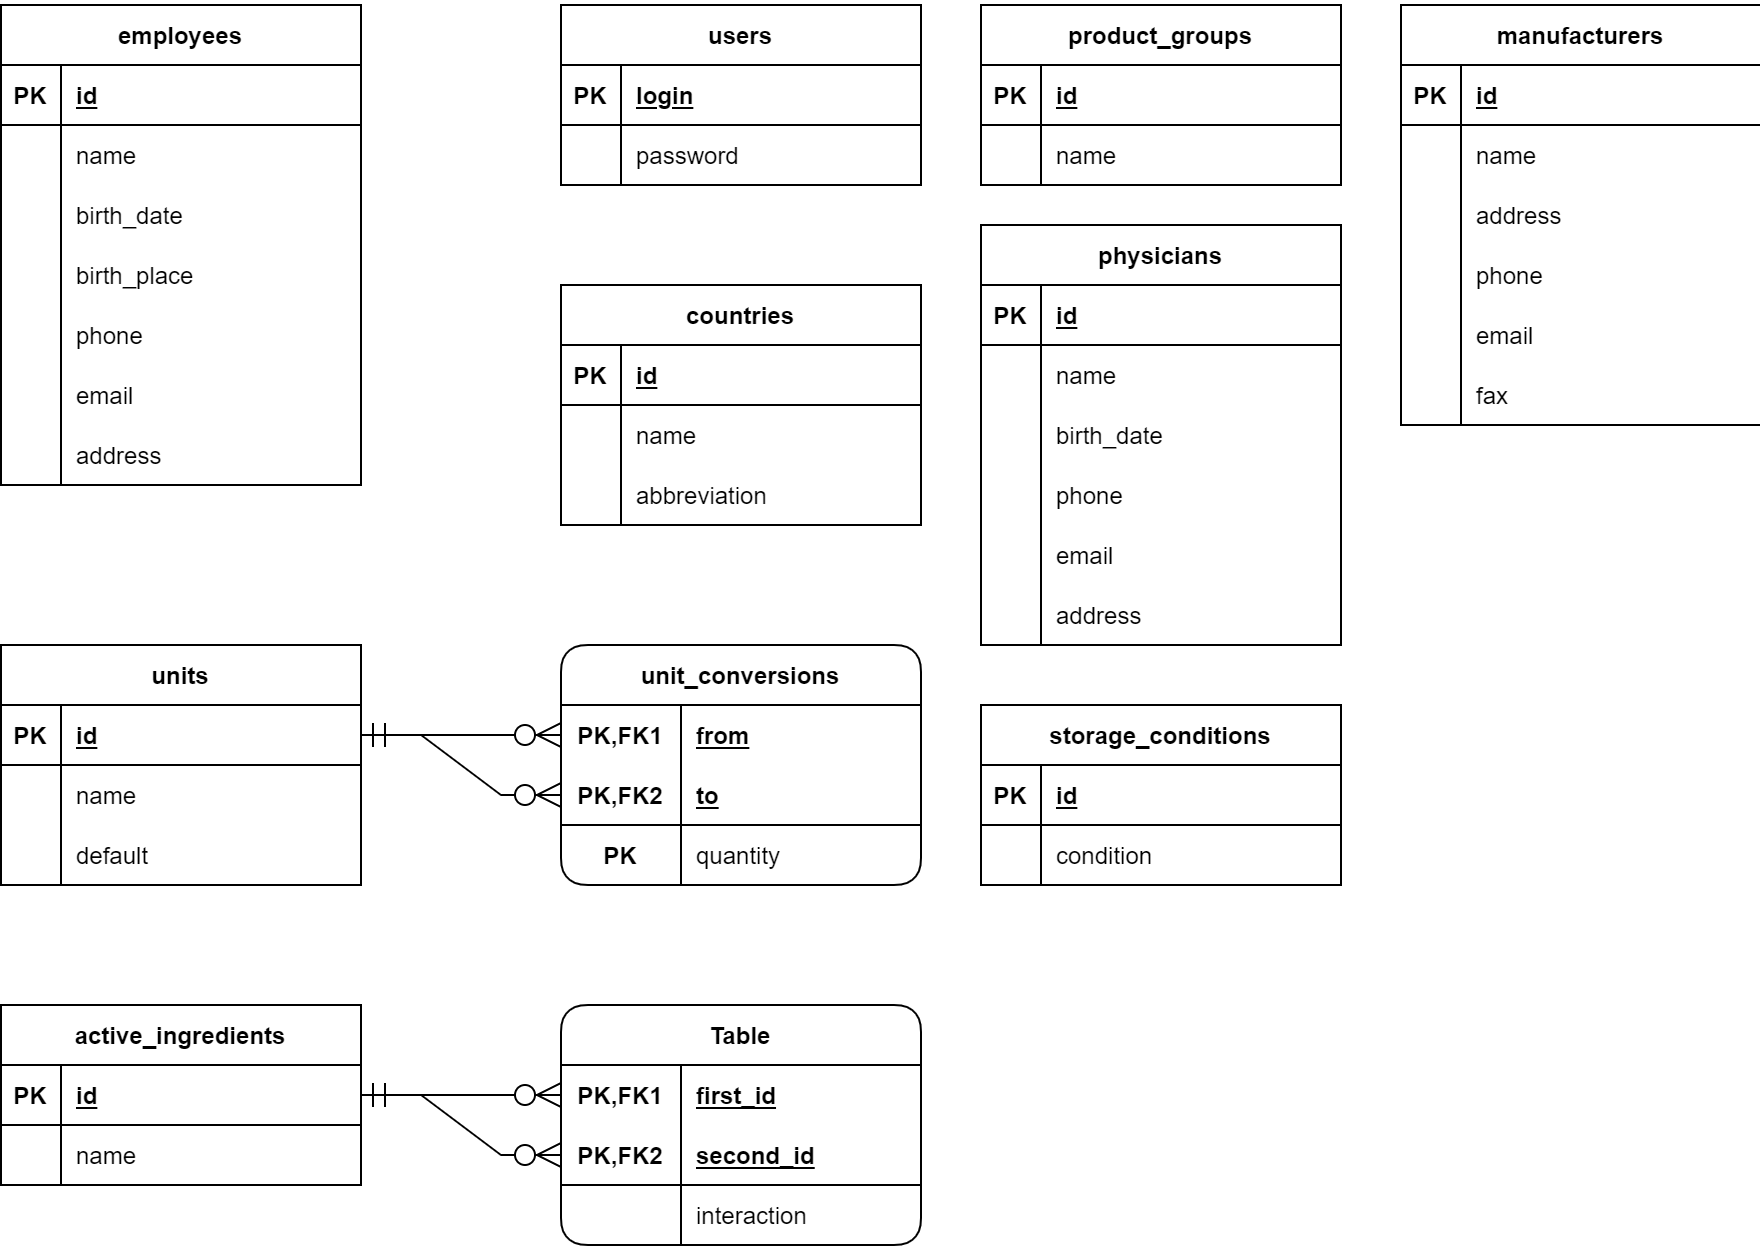 employees
PK id
name
birth_date
birth_place
phone
email
address
users
PK login
password
product_groups
PK id
name
manufacturers
PK id
name
address
phone
email
fax
countries
PK id
name
abbreviation
physicians
PK id
name
birth_date
phone
email
address
units
PK id
name
default
unit_conversions
PK,FK1 from
PK,FK2 to
PK quantity
storage_conditions
PK id
condition
active_ingredients
PK id
name
Table
PK,FK1 first_id
PK,FK2 second_id
interaction